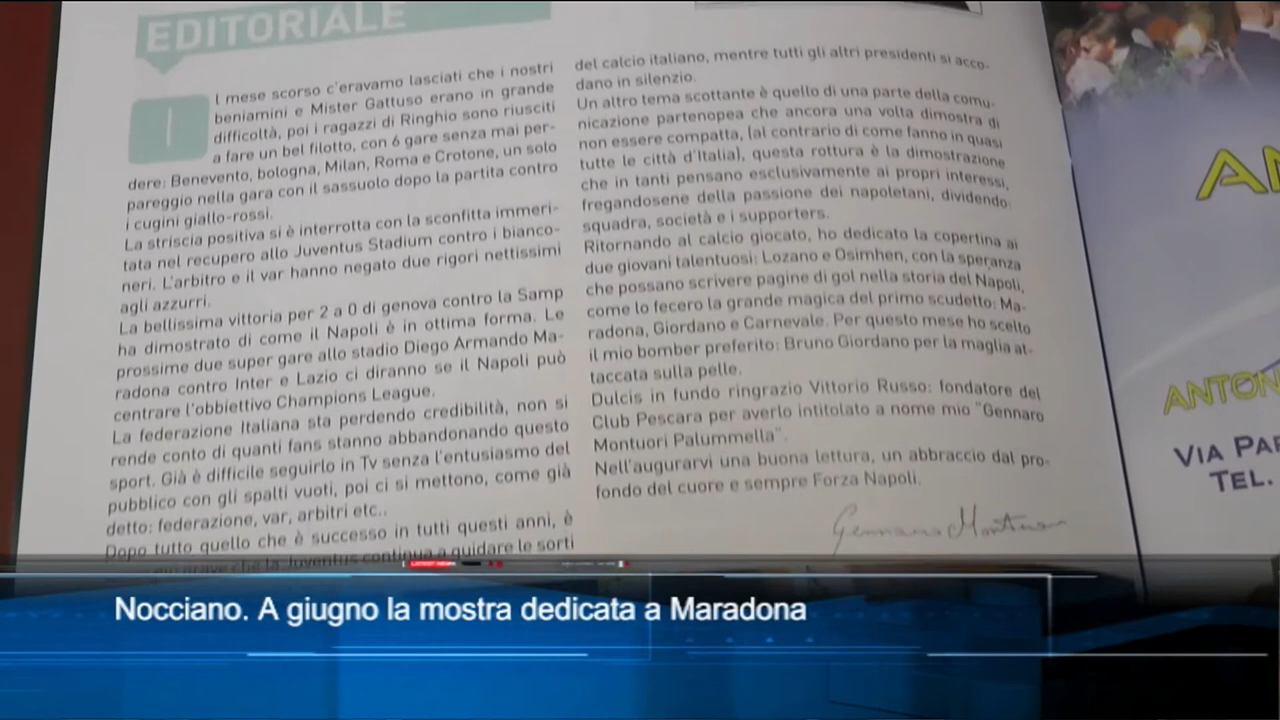 EDITORIALE
I
l mese scorso c'eravamo lasciati che i nostri
beniamini e Mister Gattuso erano in grande
difficoltà, poi i ragazzi di Ringhio sono riusciti
a fare un bel filotto, con 6 gare senza mai per-
dere: Benevento, bologna, Milan, Roma e Crotone, un solo
pareggio nella gara con il sassuolo dopo la partita contro
i cugini giallo-rossi.
La striscia positiva si è interrotta con la sconfitta immeri-
tata nel recupero allo Juventus Stadium contro i bianco-
neri. L'arbitro e il var hanno negato due rigori nettissimi
agli azzurri.
La bellissima vittoria per 2 a 0 di genova contro la Samp
ha dimostrato di come il Napoli è in ottima forma. Le
prossime due super gare allo stadio Diego Armando Ma-
radona contro Inter e Lazio ci diranno se il Napoli può
centrare l'obbiettivo Champions League.
La federazione Italiana sta perdendo credibilità, non si
rende conto di quanti fans stanno abbandonando questo
sport. Già è difficile seguirlo in Tv senza l'entusiasmo del
pubblico con gli spalti vuoti, poi ci si mettono, come già
detto: federazione, var, arbitri etc..
Dopo tutto quello che è successo in tutti questi anni, è
grave che la Juventus continua a guidare le sorti
del calcio italiano, mentre tutti gli altri presidenti si acco-
dano in silenzio.
Un altro tema scottante è quello di una parte della comu-
nicazione partenopea che ancora una volta dimostra di
non essere compatta, (al contrario di come fanno in quasi
tutte le città d'Italia), questa rottura è la dimostrazione
che in tanti pensano esclusivamente ai propri interessi,
fregandosene della passione dei napoletani, dividendo:
squadra, società e i supporters.
Ritornando al calcio giocato, ho dedicato la copertina ai
due giovani talentuosi: Lozano e Osimhen, con la speranza
che possano scrivere pagine di gol nella storia del Napoli,
come lo fecero la grande magica del primo scudetto: Ma-
radona, Giordano e Carnevale. Per questo mese ho scelto
il mio bomber preferito: Bruno Giordano per la maglia at-
taccata sulla pelle.
Dulcis in fundo ringrazio Vittorio Russo: fondatore del
Club Pescara per averlo intitolato a nome mio "Gennaro
Montuori Palummella".
Nell'augurarvi una buona lettura, un abbraccio dal pro-
fondo del cuore e sempre Forza Napoli.
Gennaro Montuori
AN
ANTON
VIA PAR
TEL.
LATEST NEWS
Nocciano. A giugno la mostra dedicata a Maradona